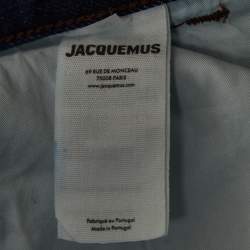 JACQUEMUS
69 RUE DE MONCEAU
75008 PARIS
www.jacquemus.com
Fabriqué au Portugal
Made in Portugal